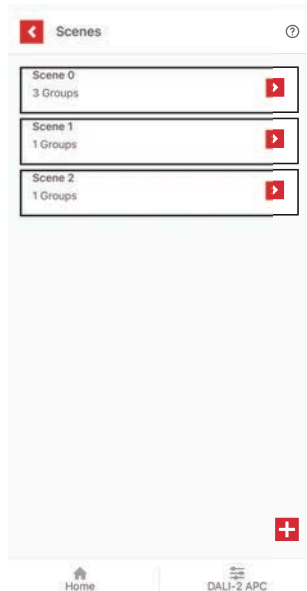 Scenes
Scene 0
3 Groups
Scene 1
1 Groups
Scene 2
1 Groups
Home
DALI-2 APC